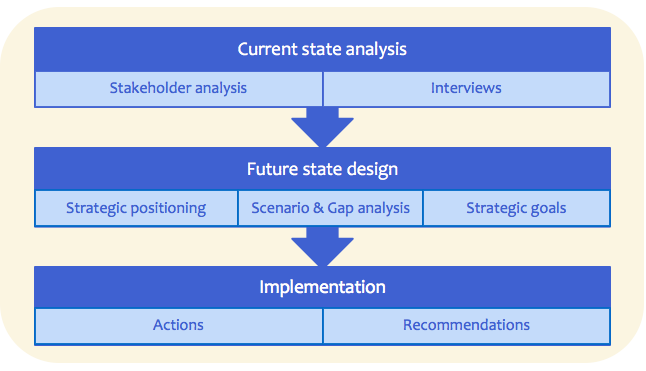 Current state analysis
Stakeholder analysis
Interviews
Future state design
Strategic positioning
Scenario & Gap analysis
Strategic goals
Implementation
Actions
Recommendations